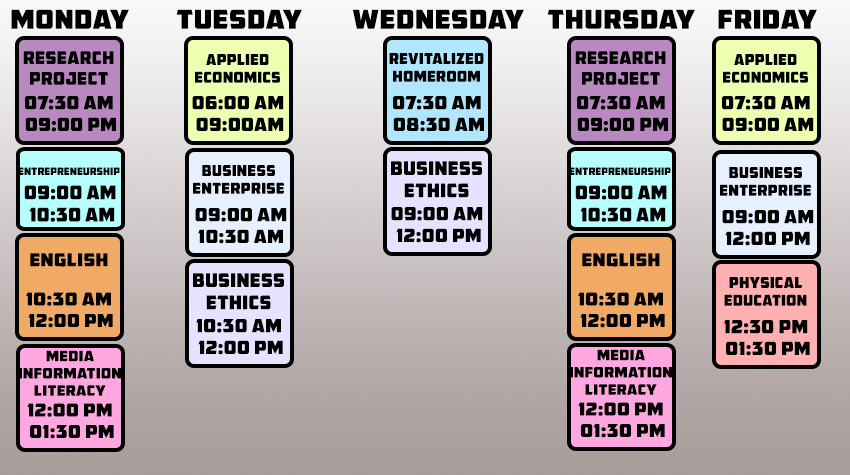 MONDAY
RESEARCH
PROJECT
07:30 AM
09:00 PM
ENTREPRENEURSHIP
09:00 AM
10:30 AM
ENGLISH
10:30 AM
12:00 PM
MEDIA
INFORMATION
LITERACY
12:00 PM
01:30 PM
TUESDAY
APPLIED
ECONOMICS
06:00 AM
09:00AM
BUSINESS
ENTERPRISE
09:00 AM
10:30 AM
BUSINESS
ETHICS
10:30 AM
12:00 PM
WEDNESDAY
REVITALIZED
HOMEROOM
07:30 AM
08:30 AM
BUSINESS
ETHICS
09:00 AM
12:00 PM
THURSDAY
RESEARCH
PROJECT
07:30 AM
09:00 PM
ENTREPRENEURSHIP
09:00 AM
10:30 AM
ENGLISH
10:30 AM
12:00 PM
MEDIA
INFORMATION
LITERACY
12:00 PM
01:30 PM
FRIDAY
APPLIED
ECONOMICS
07:30 AM
09:00 AM
BUSINESS
ENTERPRISE
09:00 AM
12:00 PM
PHYSICAL
EDUCATION
12:30 PM
01:30 PM